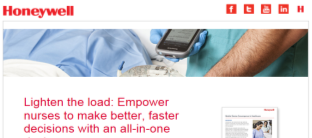 Honeywell
Lighten the load: Empower
nurses to make better, faster
decisions with an all-in-one